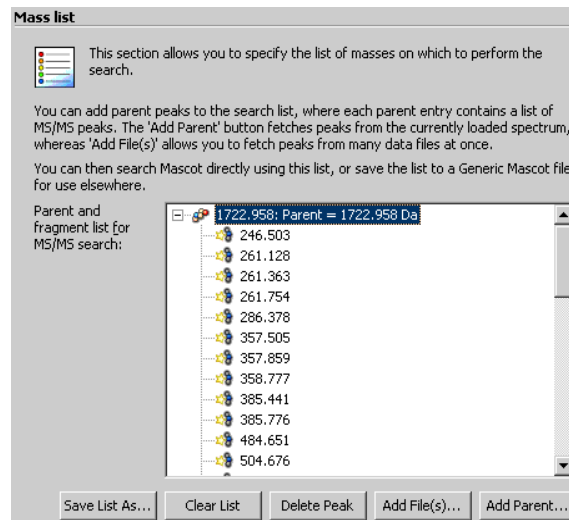 Mass list
This section allows you to specify the list of masses on which to perform the
search.
You can add parent peaks to the search list, where each parent entry contains a list of
MS/MS peaks. The 'Add Parent' button fetches peaks from the currently loaded spectrum,
whereas 'Add File(s)' allows you to fetch peaks from many data files at once.
You can then search Mascot directly using this list, or save the list to a Generic Mascot file
for use elsewhere.
Parent and
fragment list for
MS/MS search:
1722.958: Parent = 1722.958 Da
246.503
261.128
261.363
261.754
286.378
357.505
357.859
358.777
385.441
385.776
484.651
504.676
Save List As... Clear List Delete Peak Add File(s)... Add Parent...